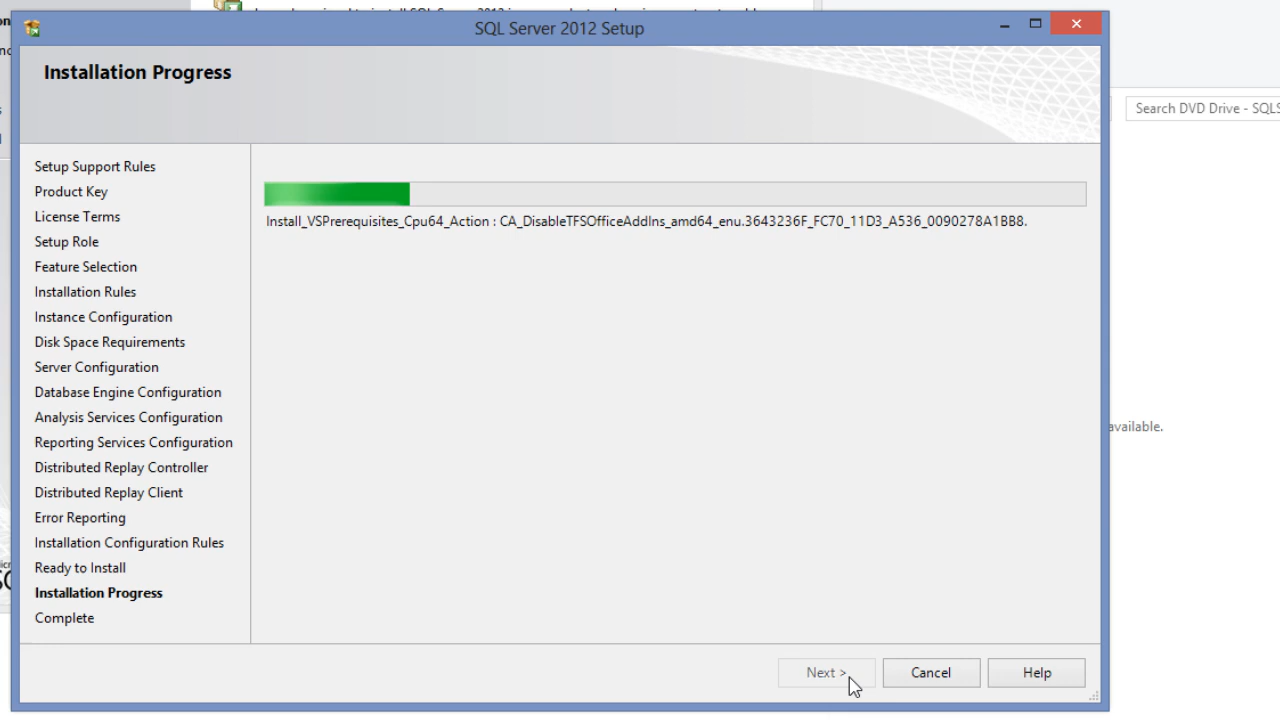 SQL Server 2012 Setup
Installation Progress
Search DVD Drive - SQLS
Setup Support Rules
Product Key
License Terms
Setup Role
Feature Selection
Installation Rules
Instance Configuration
Disk Space Requirements
Server Configuration
Database Engine Configuration
Analysis Services Configuration
Reporting Services Configuration
Distributed Replay Controller
Distributed Replay Client
Error Reporting
Installation Configuration Rules
Ready to Install
Installation Progress
Complete
Install_VSPrerequisites_Cpu64_Action : CA_DisableTFSOfficeAddIns_amd64_enu.3643236F_FC70_11D3_A536_0090278A1BB8.
available.
Next >
Cancel
Help